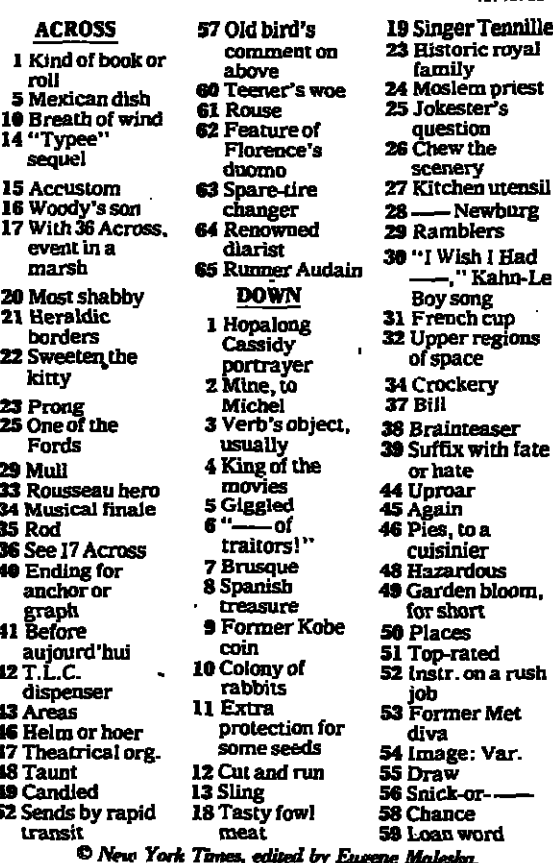 ACROSS
1 Kind of book or
roll
5 Mexican dish
10 Breath of wind
14 "Typee"
sequel
15 Accustom
16 Woody's son
17 With 36 Across,
event in a
marsh
20 Most shabby
21 Heraldic
borders
22 Sweeten the
kitty
23 Prong
25 One of the
Fords
29 Mull
33 Rousseau hero
34 Musical finale
35 Rod
36 See 17 Across
40 Ending for
anchor or
graph
41 Before
aujourd'hui
42 T.L.C.
dispenser
43 Areas
46 Helm or hoer
47 Theatrical org.
48 Taunt
49 Candled
52 Sends by rapid
transit
57 Old bird's
comment on
above
60 Teener's woe
61 Rouse
62 Feature of
Florence's
duomo
63 Spare-tire
changer
64 Renowned
diarist
65 Runner Audain
DOWN
1 Hopalong
Cassidy
portrayer
2 Mine, to
Michel
3 Verb's object,
usually
4 King of the
movies
5 Giggled
6 "—— of
traitors!"
7 Brusque
8 Spanish
treasure
9 Former Kobe
coin
10 Colony of
rabbits
11 Extra
protection for
some seeds
12 Cut and run
13 Sling
18 Tasty fowl
meat
19 Singer Tennille
23 Historic royal
family
24 Moslem priest
25 Jokester's
question
26 Chew the
scenery
27 Kitchen utensil
28 —— Newburg
29 Ramblers
30 "I Wish I Had
——," Kahn-Le
Boy song
31 French cup
32 Upper regions
of space
34 Crockery
37 Bill
38 Brainteaser
39 Suffix with fate
or hate
44 Uproar
45 Again
46 Pies, to a
cuisinier
48 Hazardous
49 Garden bloom,
for short
50 Places
51 Top-rated
52 Instr. on a rush
job
53 Former Met
diva
54 Image: Var.
55 Draw
56 Snick-or-——
58 Chance
59 Loan word
© New York Times, edited by Eugene Maleska.